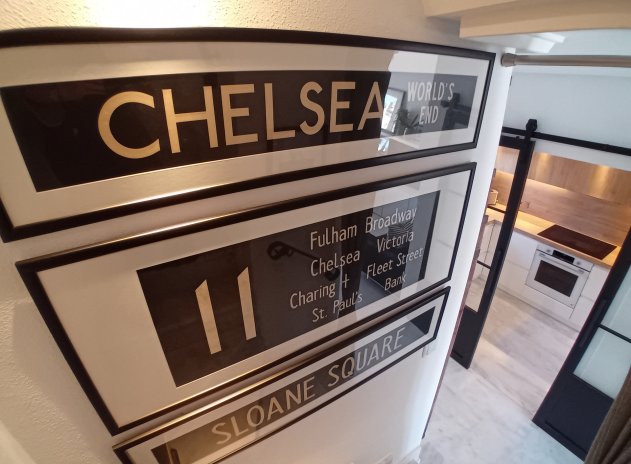 CHELSEA WORLD'S
END
11
Fulham Broadway
Chelsea Victoria
Charing + Fleet Street
St. Paul's Bank
SLOANE SQUARE